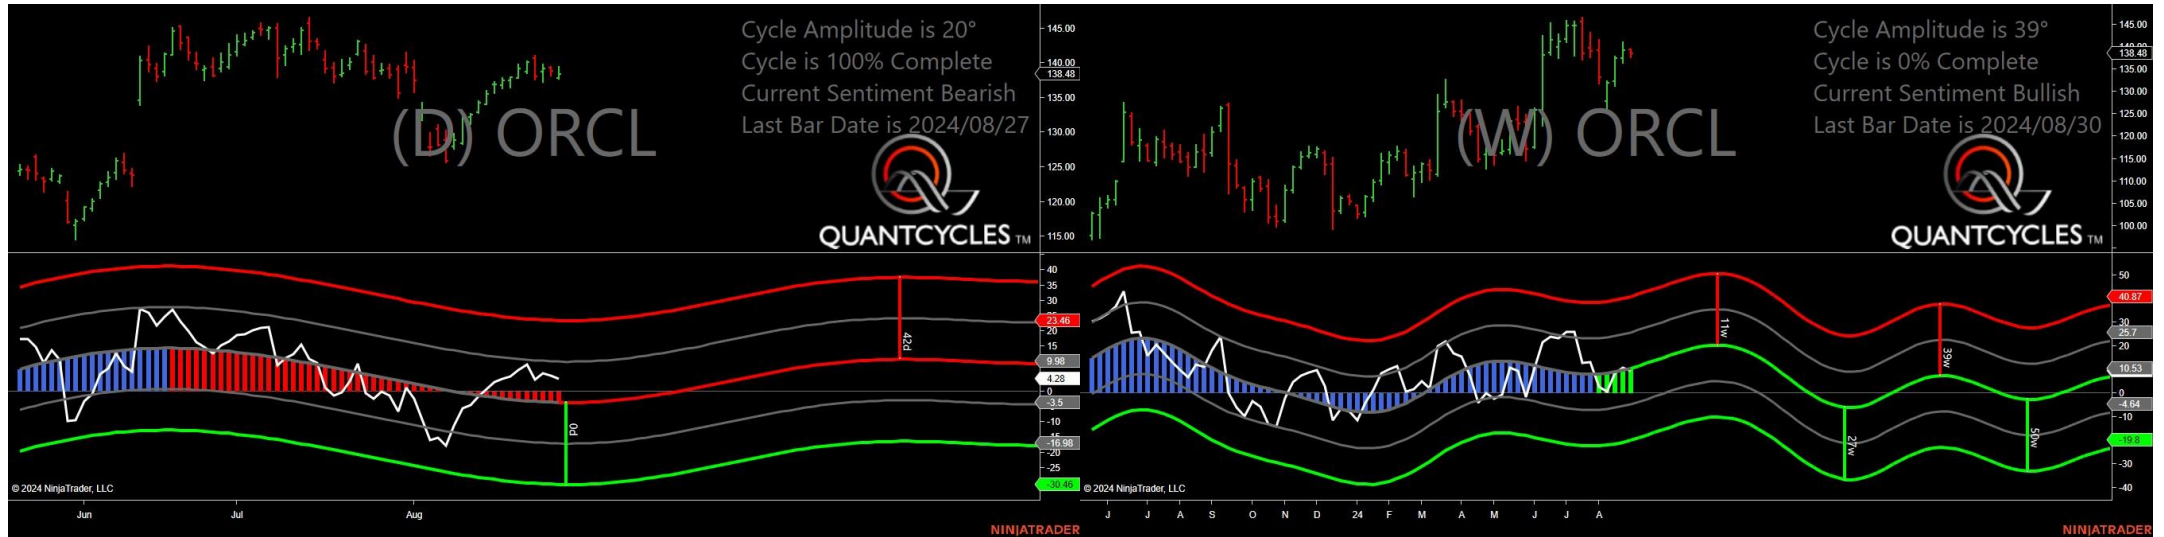 Cycle Amplitude is 20°
Cycle is 100% Complete
Current Sentiment Bearish
Last Bar Date is 2024/08/27
(D) ORCL
QUANTCYCLES TM
145.00
140.00
138.48
135.00
130.00
125.00
120.00
115.00
40
35
30
23.46
20
15
9.98
4.28
0
-3.5
-10
-15
-16.98
-20
-25
-30.46
42d
0d
© 2024 NinjaTrader, LLC
Jun Jul Aug
NINJATRADER
Cycle Amplitude is 39°
Cycle is 0% Complete
Current Sentiment Bullish
Last Bar Date is 2024/08/30
(W) ORCL
QUANTCYCLES TM
145.00
140.00
138.48
135.00
130.00
125.00
120.00
115.00
110.00
105.00
100.00
50
40.87
30
25.7
20
10.53
0
-4.64
-10
-19.8
-30
-40
11w
27w
39w
50w
© 2024 NinjaTrader, LLC
J J A S O N D 24 F M A M J J A
NINJATRADER